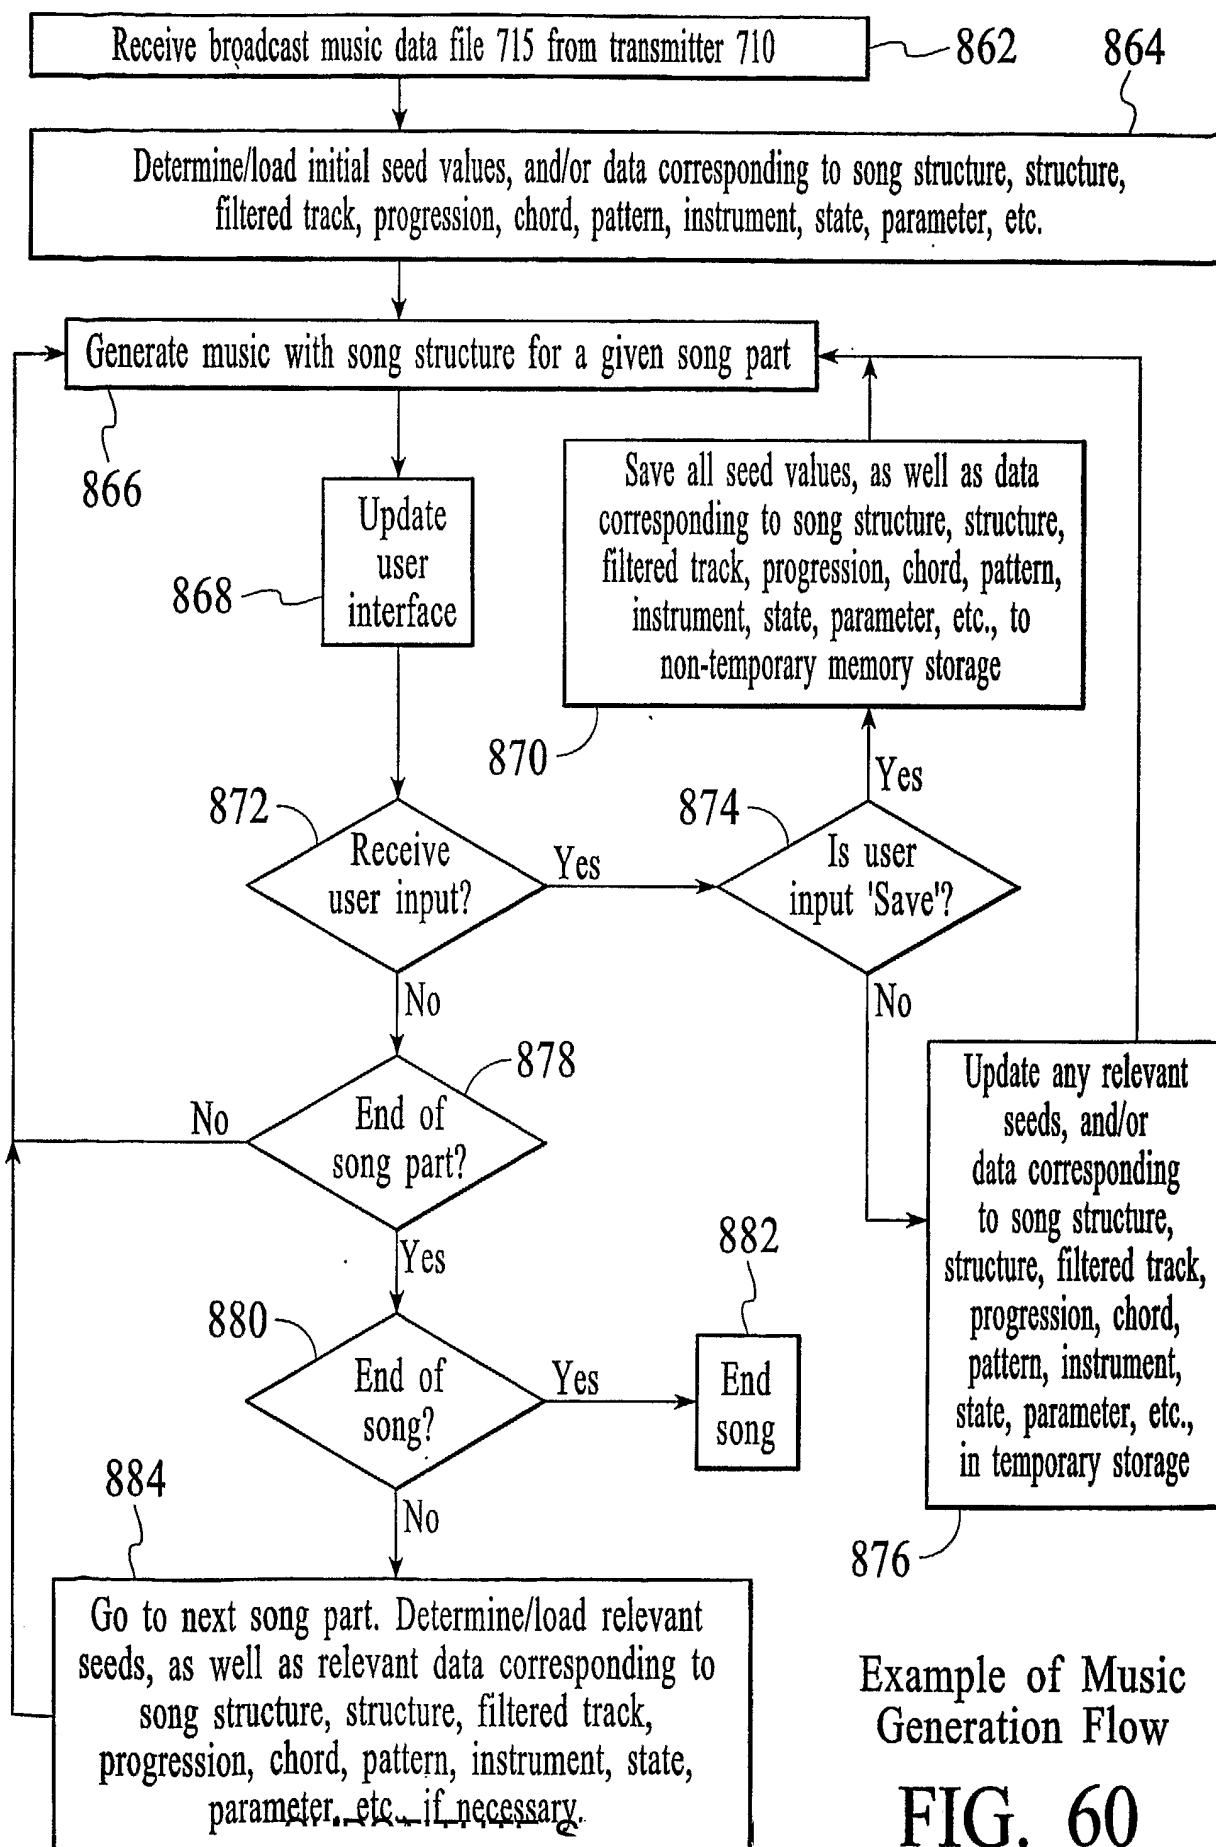 Receive broadcast music data file 715 from transmitter 710
862
864
Determine/load initial seed values, and/or data corresponding to song structure, structure,
filtered track, progression, chord, pattern, instrument, state, parameter, etc.
Generate music with song structure for a given song part
866
Update
user
interface
868
Save all seed values, as well as data
corresponding to song structure, structure,
filtered track, progression, chord, pattern,
instrument, state, parameter, etc., to
non-temporary memory storage
870
872
Receive
user input?
Yes
No
874
Is user
input 'Save'?
Yes
No
878
End of
song part?
No
Yes
Update any relevant
seeds, and/or
data corresponding
to song structure,
structure, filtered track,
progression, chord,
pattern, instrument,
state, parameter, etc.,
in temporary storage
876
880
End of
song?
Yes
No
882
End
song
884
Go to next song part. Determine/load relevant
seeds, as well as relevant data corresponding to
song structure, structure, filtered track,
progression, chord, pattern, instrument, state,
parameter, etc., if necessary.
Example of Music
Generation Flow
FIG. 60